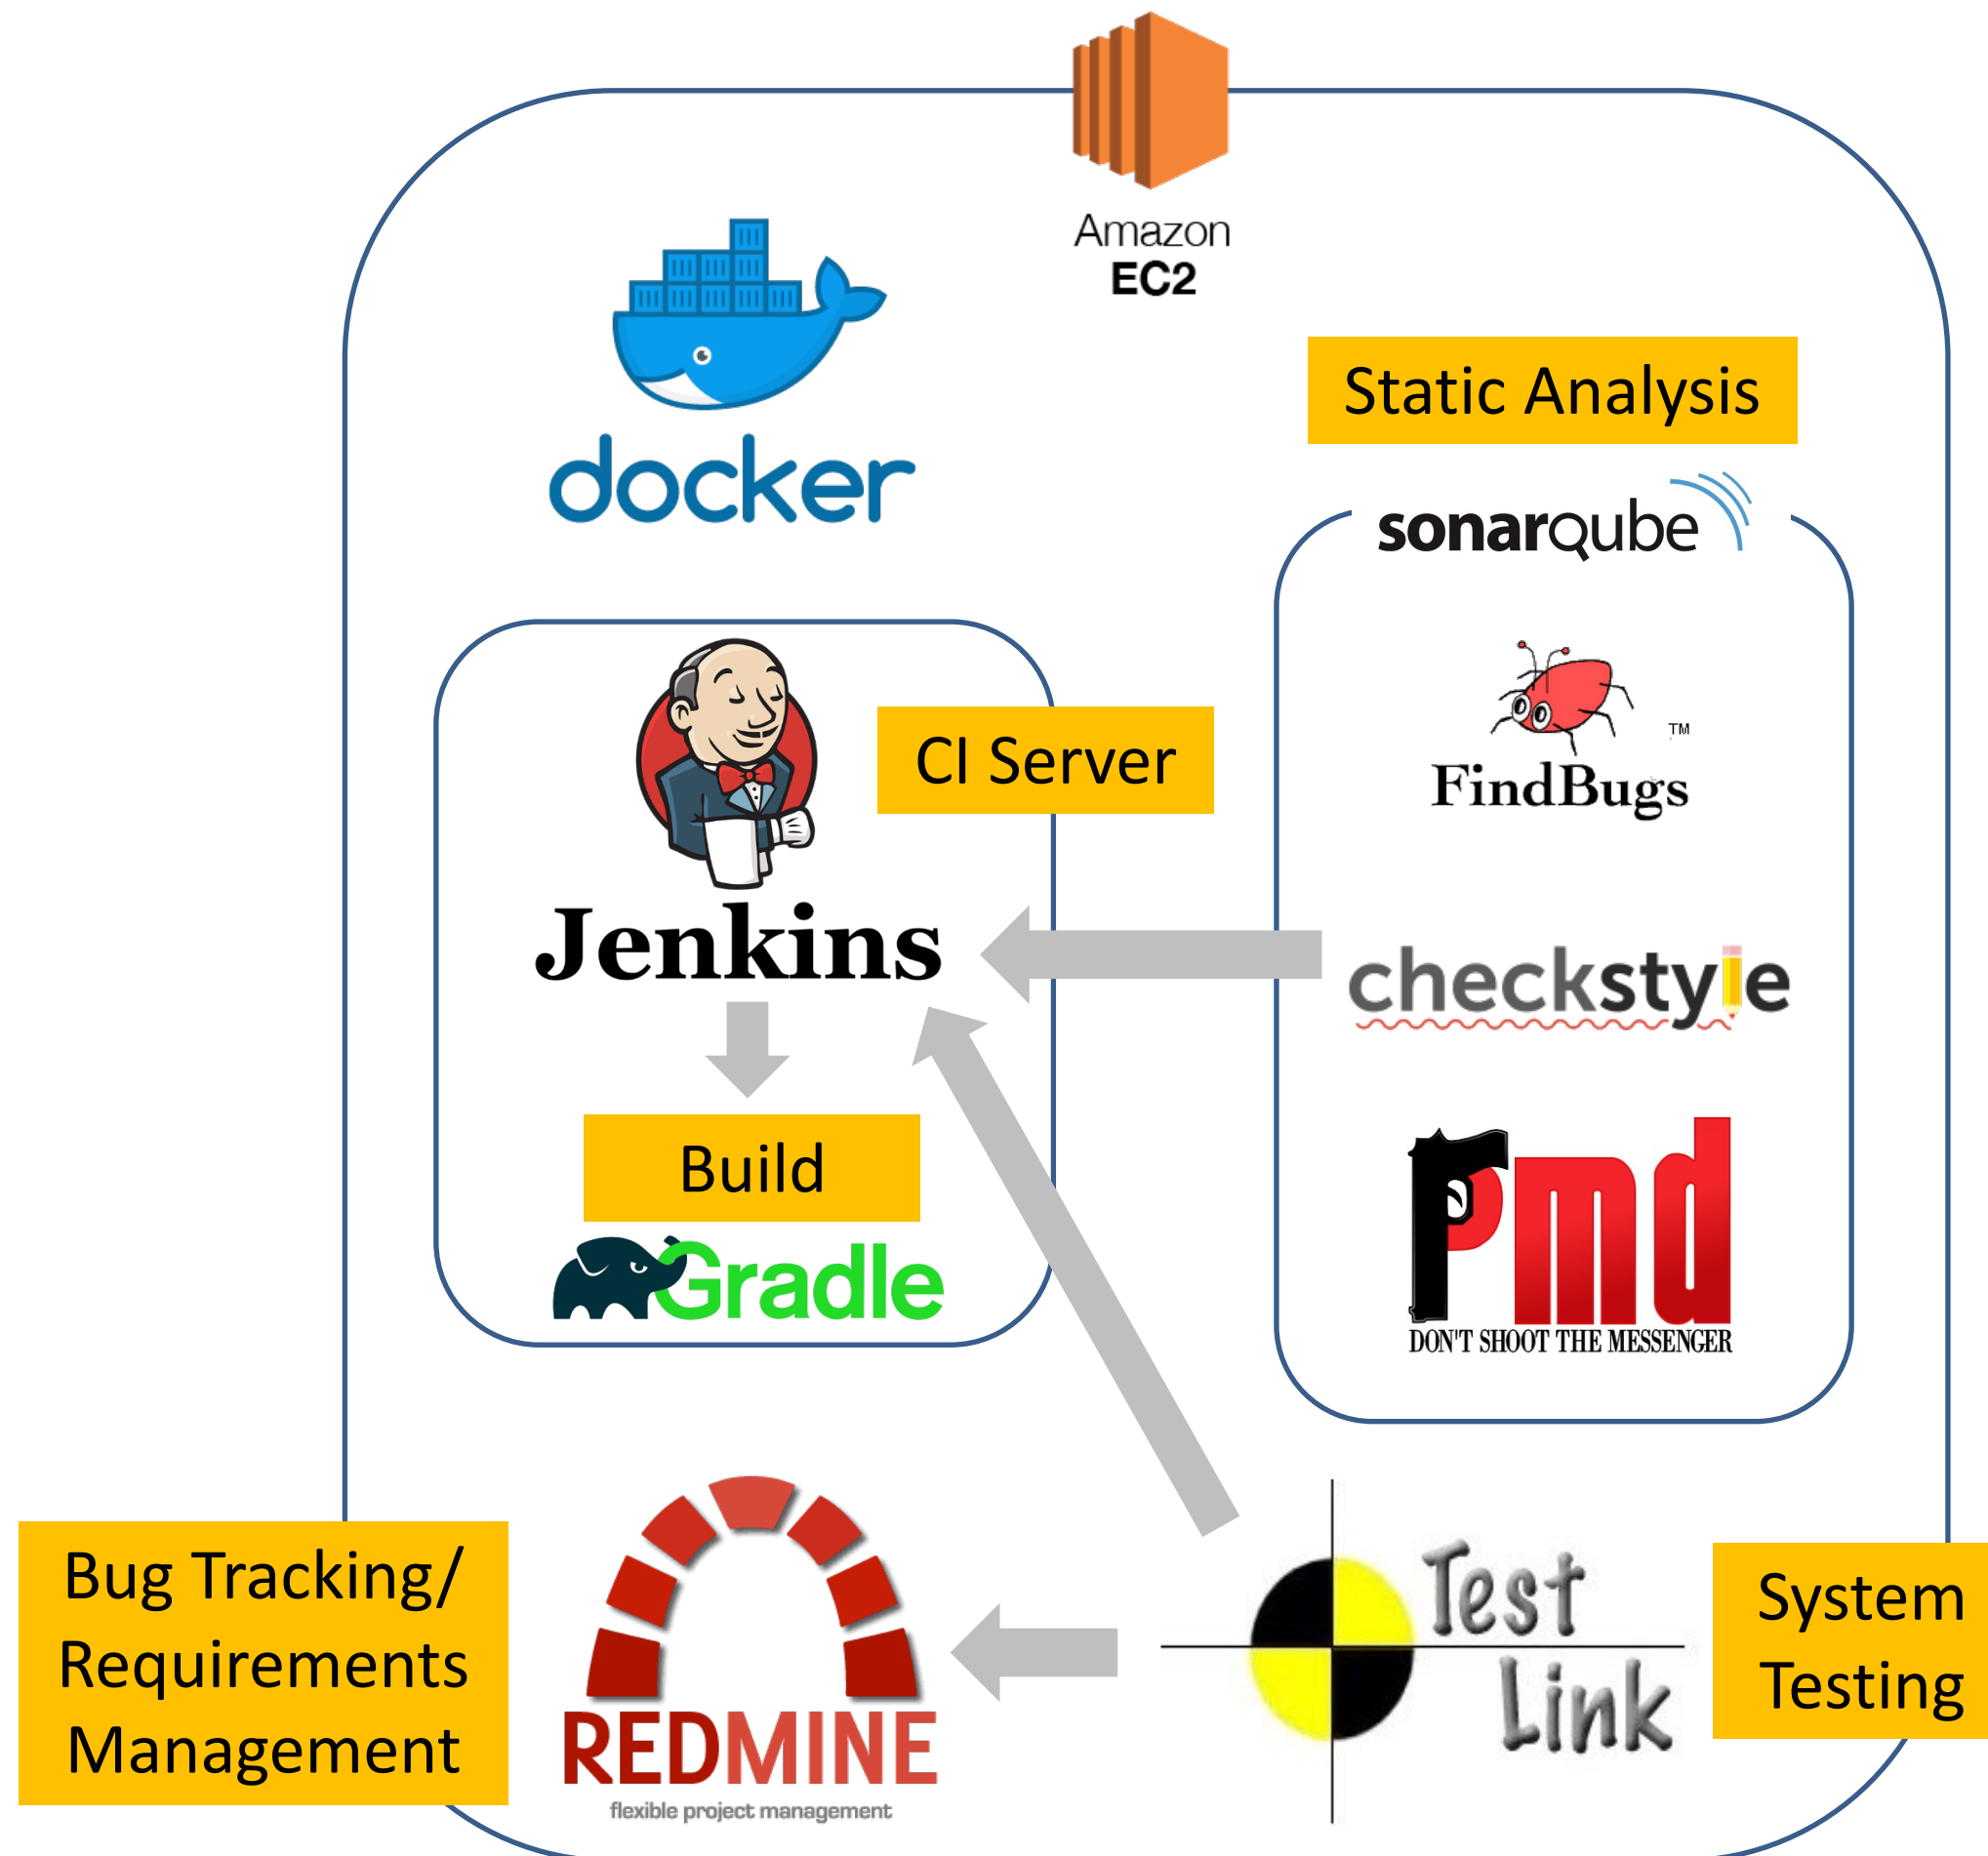 Amazon
EC2
docker
Static Analysis
sonarqube
FindBugs
TM
CI Server
Jenkins
checkstyle
Build
Gradle
pmd
DON'T SHOOT THE MESSENGER
Bug Tracking/
Requirements
Management
REDMINE
flexible project management
Test
Link
System
Testing